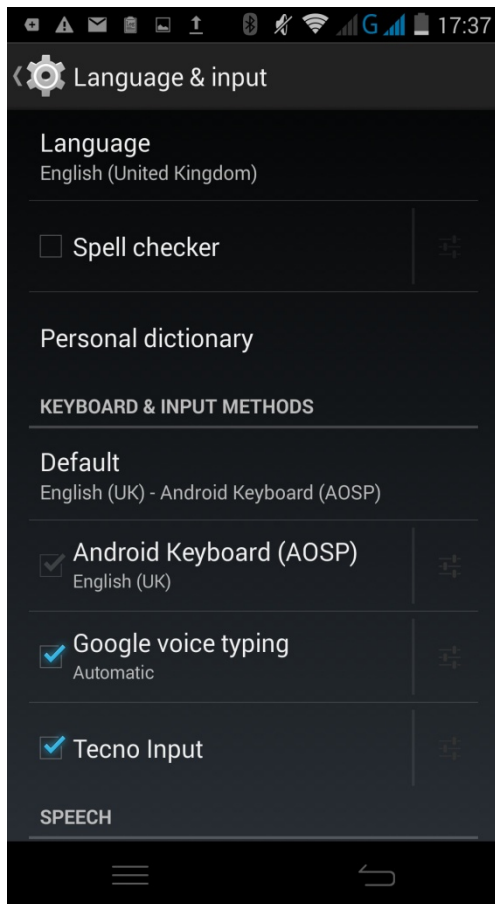 G 17:37
Language & input
Language
English (United Kingdom)
Spell checker
Personal dictionary
KEYBOARD & INPUT METHODS
Default
English (UK) - Android Keyboard (AOSP)
Android Keyboard (AOSP)
English (UK)
Google voice typing
Automatic
Tecno Input
SPEECH